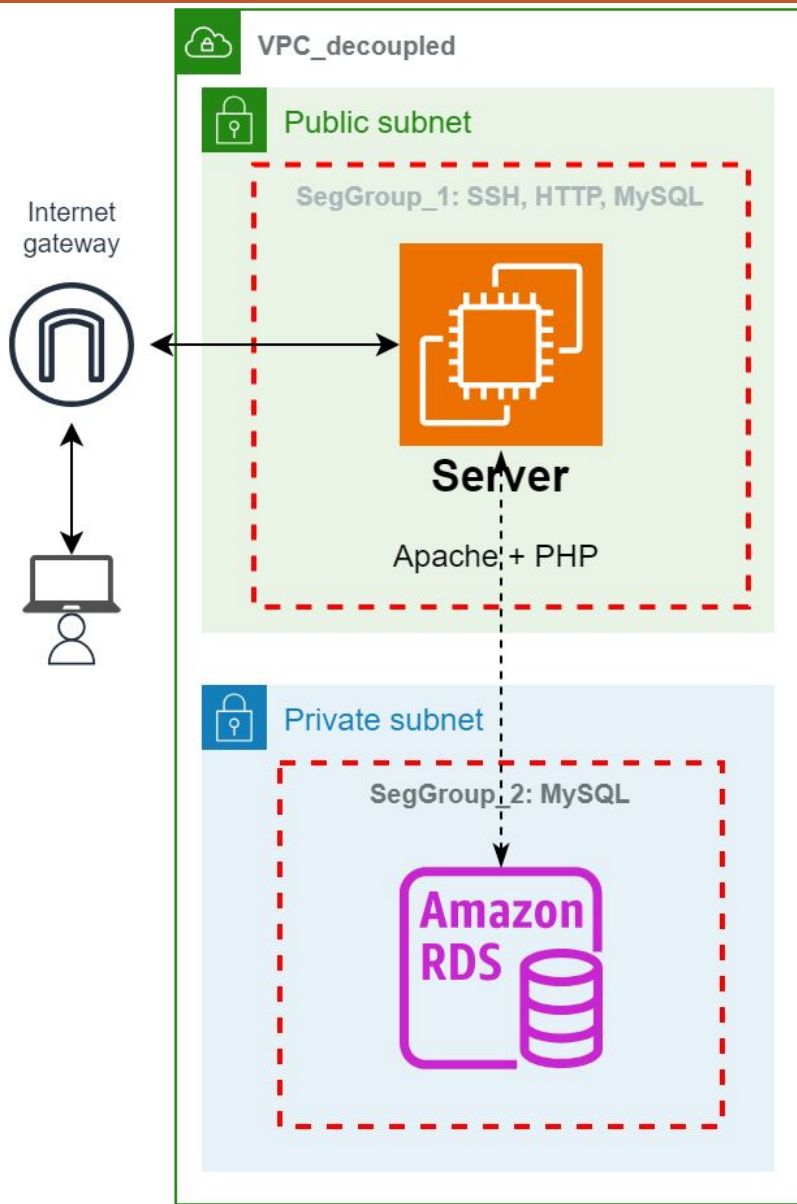 VPC_decoupled
Public subnet
SegGroup_1: SSH, HTTP, MySQL
Internet
gateway
Server
Apache + PHP
Private subnet
SegGroup_2: MySQL
Amazon
RDS